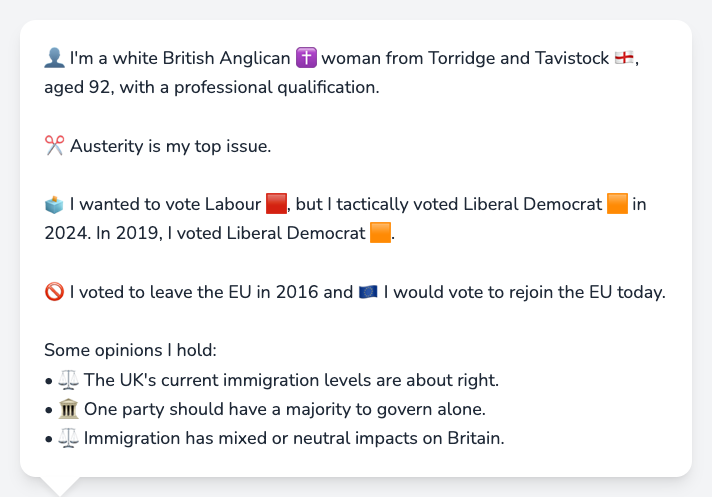 👤 I'm a white British Anglican ✝️ woman from Torridge and Tavistock 🏴󠁧󠁢󠁥󠁮󠁧󠁿,
aged 92, with a professional qualification.
✂️ Austerity is my top issue.
🗳️ I wanted to vote Labour 🟥, but I tactically voted Liberal Democrat 🟧 in
2024. In 2019, I voted Liberal Democrat 🟧.
🚫 I voted to leave the EU in 2016 and 🇪🇺 I would vote to rejoin the EU today.
Some opinions I hold:
• ⚖️ The UK's current immigration levels are about right.
• 🏛️ One party should have a majority to govern alone.
• ⚖️ Immigration has mixed or neutral impacts on Britain.